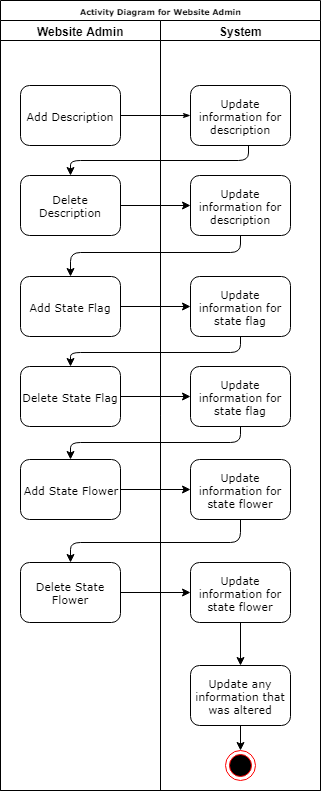 Activity Diagram for Website Admin
Website Admin
System
Add Description
Update
information for
description
Delete
Description
Update
information for
description
Add State Flag
Update
information for
state flag
Delete State Flag
Update
information for
state flag
Add State Flower
Update
information for
state flower
Delete State
Flower
Update
information for
state flower
Update any
information that
was altered